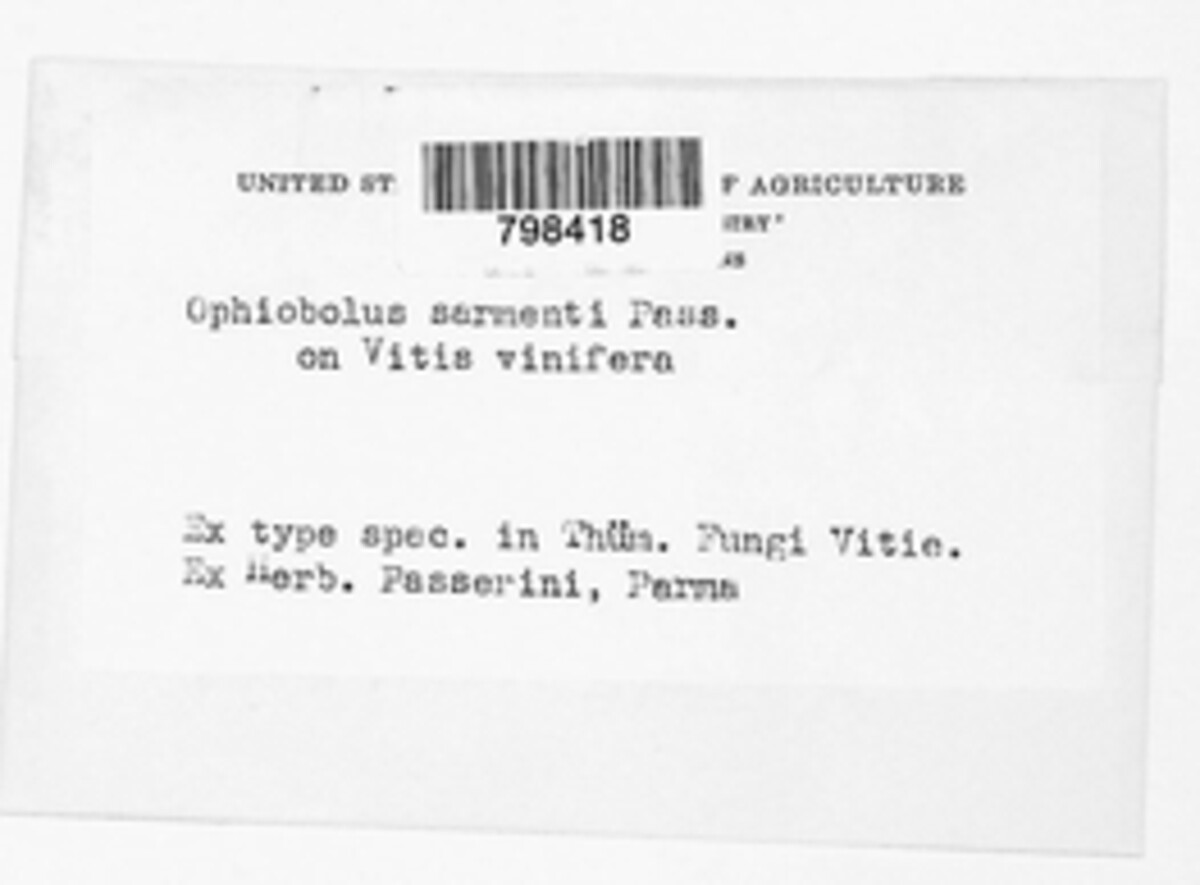 UNITED ST F AGRICULTURE
798418
Ophiobolus sarmenti Pass.
on Vitis vinifera
Ex type spec. in Thüm. Fungi Vitic.
Ex Herb. Passerini, Parma